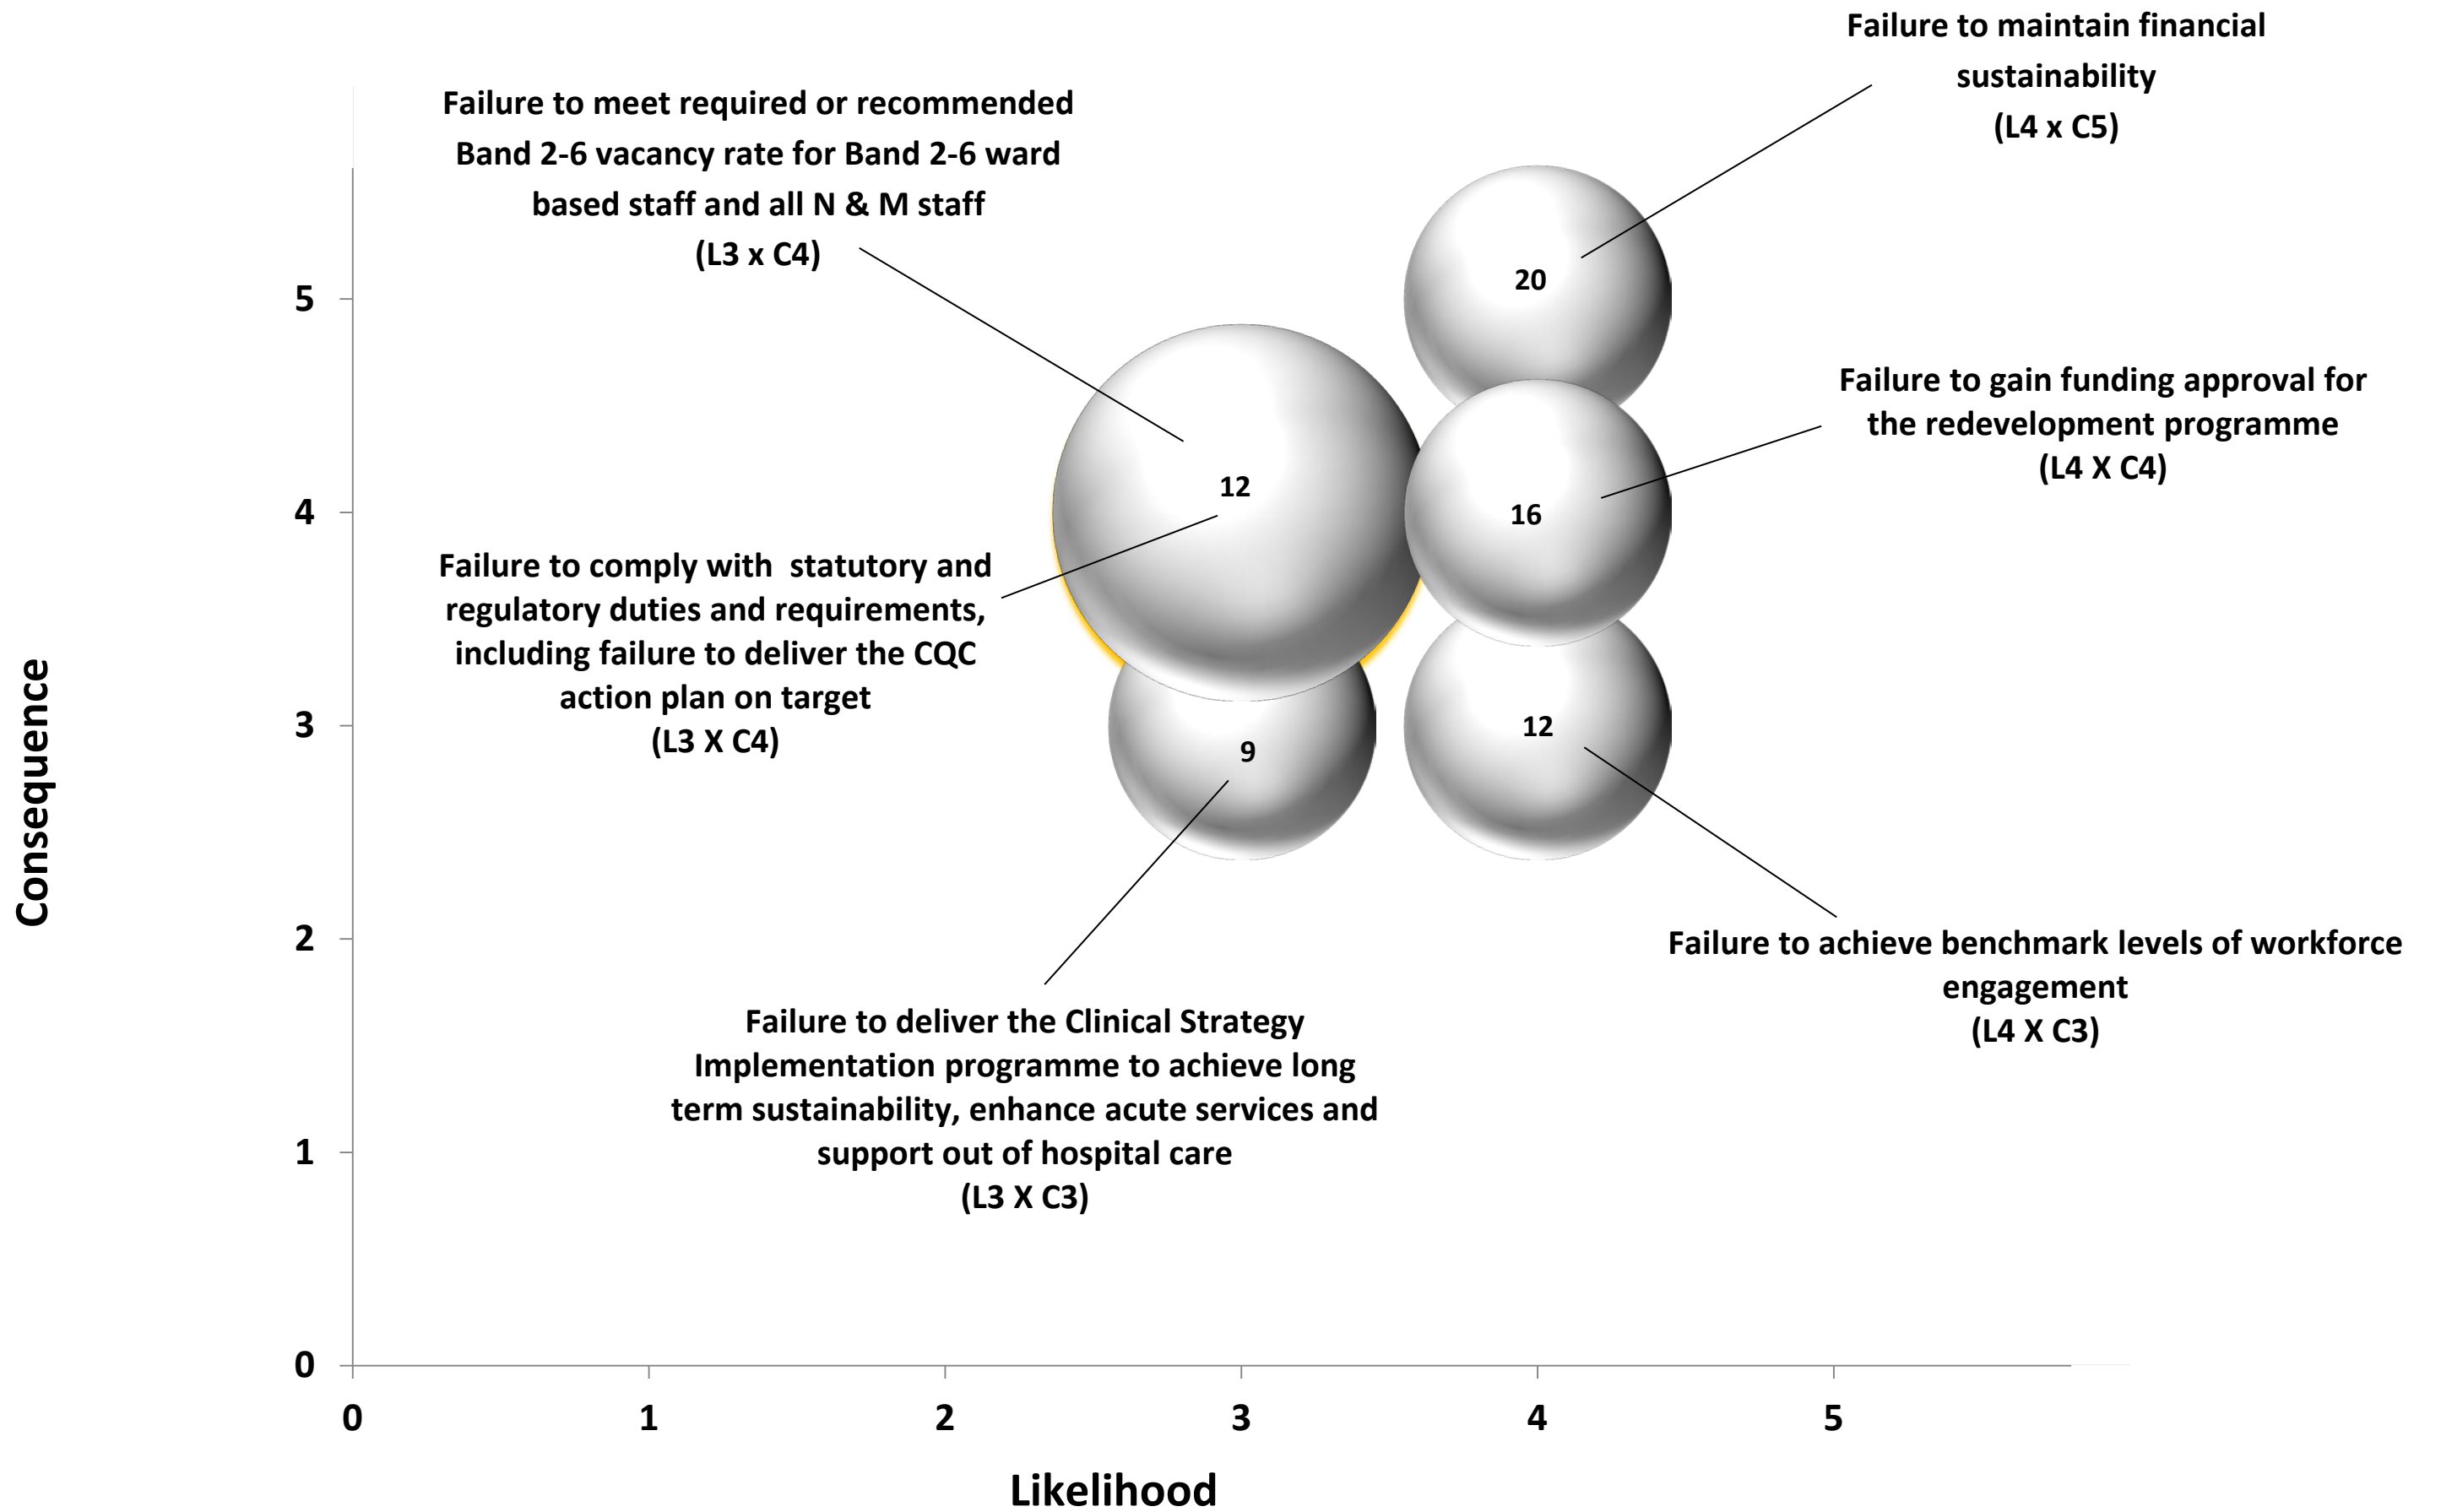 Failure to maintain financial
sustainability
(L4 x C5)
Failure to meet required or recommended
Band 2-6 vacancy rate for Band 2-6 ward
based staff and all N & M staff
(L3 x C4)
20
5
Failure to gain funding approval for
the redevelopment programme
(L4 X C4)
12
16
4
Failure to comply with  statutory and
regulatory duties and requirements,
including failure to deliver the CQC
action plan on target
(L3 X C4)
3
9
12
Consequence
2
Failure to achieve benchmark levels of workforce
engagement
(L4 X C3)
Failure to deliver the Clinical Strategy
Implementation programme to achieve long
term sustainability, enhance acute services and
support out of hospital care
(L3 X C3)
1
0
0 1 2 3 4 5
Likelihood